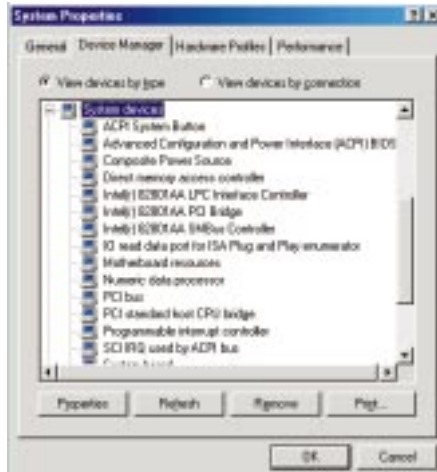 System Properties
General Device Manager Hardware Profiles Performance
View devices by type View devices by connection
System devices
ACPI System Button
Advanced Configuration and Power Interface (ACPI) BIOS
Composite Power Source
Direct memory access controller
Intel(r) 82801AA LPC Interface Controller
Intel(r) 82801AA PCI Bridge
Intel(r) 82801AA SMBus Controller
IO read data port for ISA Plug and Play enumerator
Motherboard resources
Numeric data processor
PCI bus
PCI standard host CPU bridge
Programmable interrupt controller
SCI IRQ used by ACPI bus
System board
Properties Refresh Remove Print...
OK Cancel